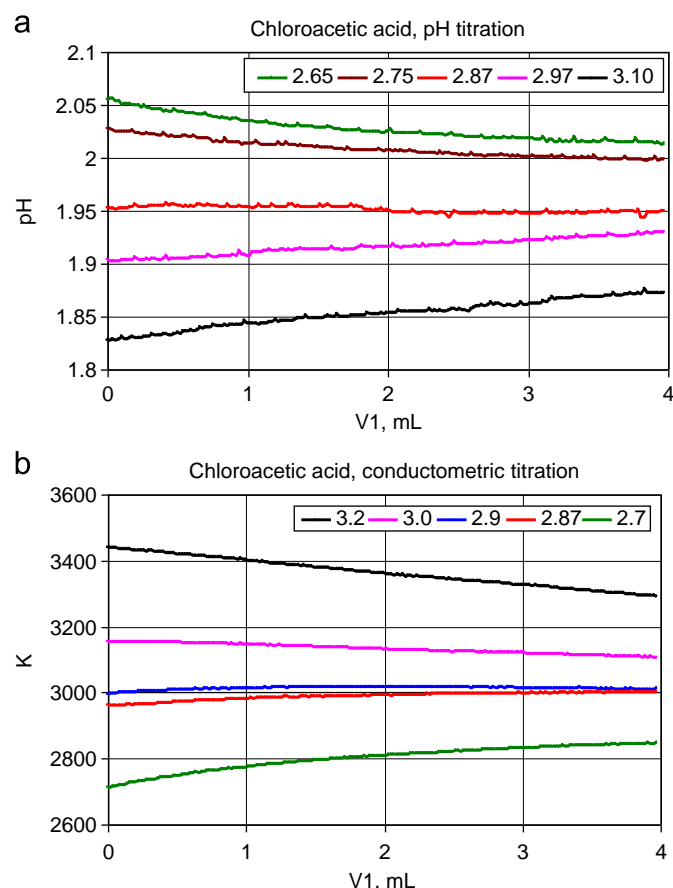 a
Chloroacetic acid, pH titration
2.65 2.75 2.87 2.97 3.10
2.1
2.05
2
1.95
1.9
1.85
1.8
pH
0 1 2 3 4
V1, mL
b
Chloroacetic acid, conductometric titration
3.2 3.0 2.9 2.87 2.7
3600
3400
3200
3000
2800
2600
K
0 1 2 3 4
V1, mL